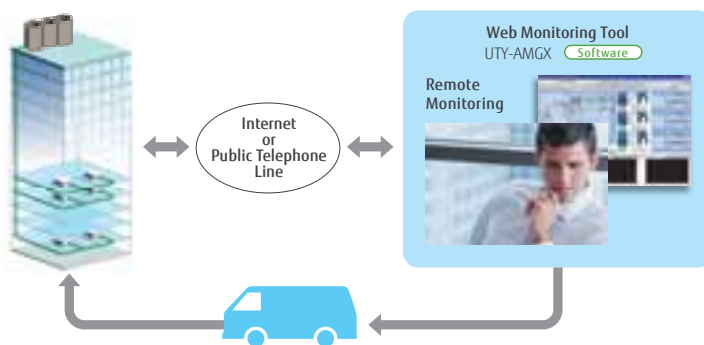 Web Monitoring Tool
UTY-AMGX Software
Remote
Monitoring
Internet
or
Public Telephone
Line